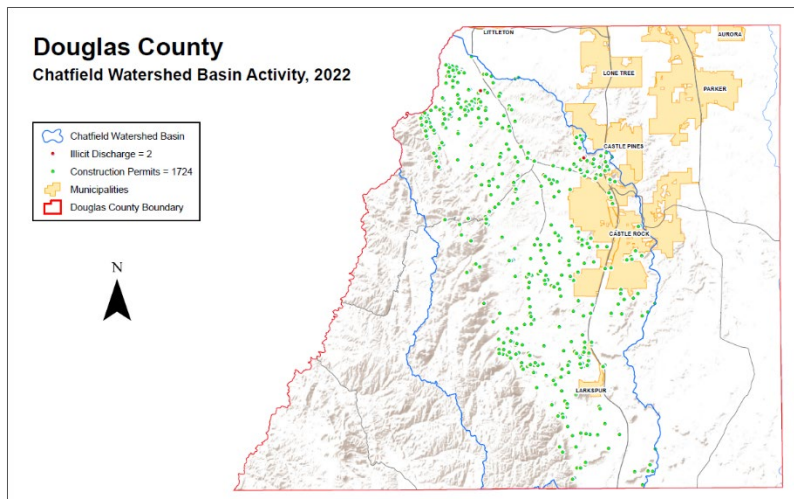 Douglas County
Chatfield Watershed Basin Activity, 2022
Chatfield Watershed Basin
Illicit Discharge = 2
Construction Permits = 1724
Municipalities
Douglas County Boundary
N
LITTLETON
AURORA
LONE TREE
PARKER
CASTLE PINES
CASTLE ROCK
LARKSPUR